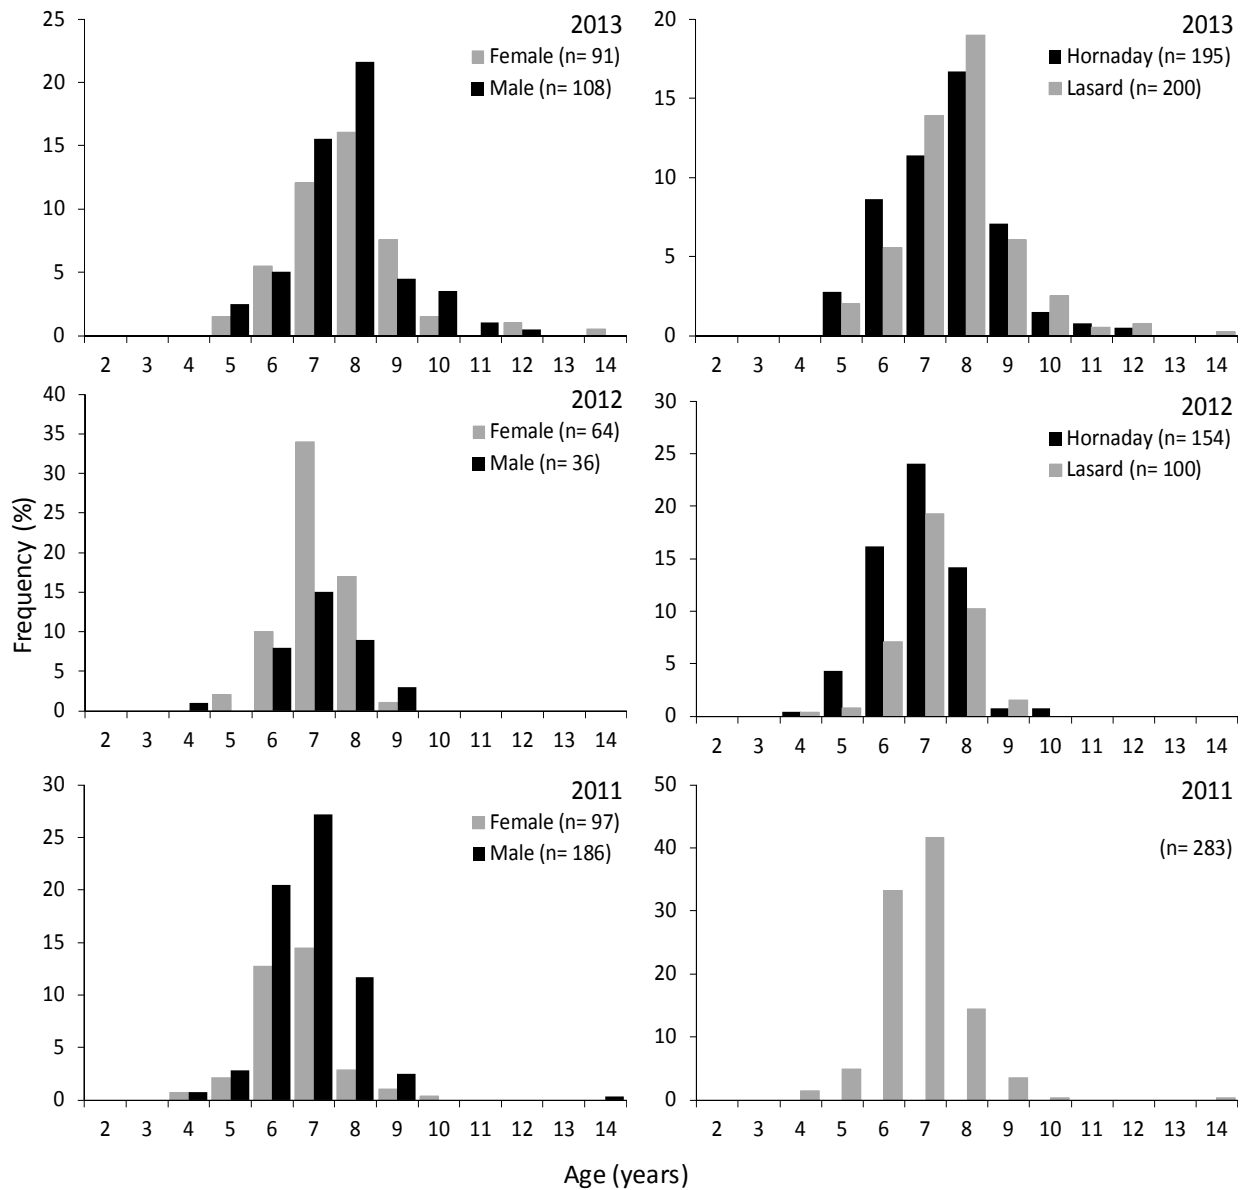 2013
Female (n= 91)
Male (n= 108)
25
20
15
10
5
0
2 3 4 5 6 7 8 9 10 11 12 13 14
2013
Hornaday (n= 195)
Lasard (n= 200)
20
15
10
5
0
2 3 4 5 6 7 8 9 10 11 12 13 14
2012
Female (n= 64)
Male (n= 36)
40
35
30
25
20
15
10
5
0
2 3 4 5 6 7 8 9 10 11 12 13 14
2012
Hornaday (n= 154)
Lasard (n= 100)
30
25
20
15
10
5
0
2 3 4 5 6 7 8 9 10 11 12 13 14
Frequency (%)
2011
Female (n= 97)
Male (n= 186)
30
25
20
15
10
5
0
2 3 4 5 6 7 8 9 10 11 12 13 14
2011
(n= 283)
50
40
30
20
10
0
2 3 4 5 6 7 8 9 10 11 12 13 14
Age (years)